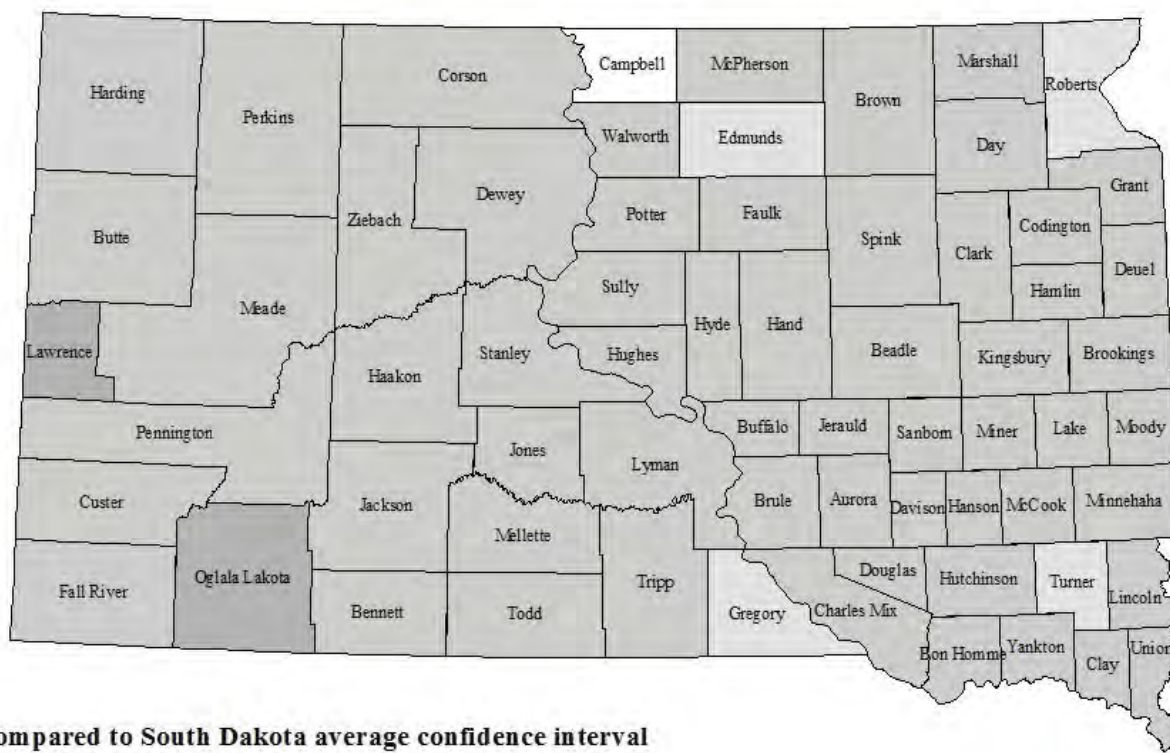 Harding
Perkins
Corson
Campbell
McPherson
Brown
Marshall
Roberts
Walworth
Edmunds
Day
Grant
Butte
Ziebach
Dewey
Potter
Faulk
Spink
Clark
Codington
Deuel
Hamlin
Lawrence
Meade
Sully
Hyde
Hand
Haakon
Stanley
Hughes
Beadle
Kingsbury
Brookings
Pennington
Jones
Lyman
Buffalo
Jerauld
Sanborn
Miner
Lake
Moody
Custer
Jackson
Mellette
Brule
Aurora
Davison
Hanson
McCook
Minnehaha
Fall River
Oglala Lakota
Bennett
Todd
Tripp
Gregory
Charles Mix
Douglas
Hutchinson
Turner
Lincoln
Bon Homme
Yankton
Clay
Union
ompared to South Dakota average confidence interval